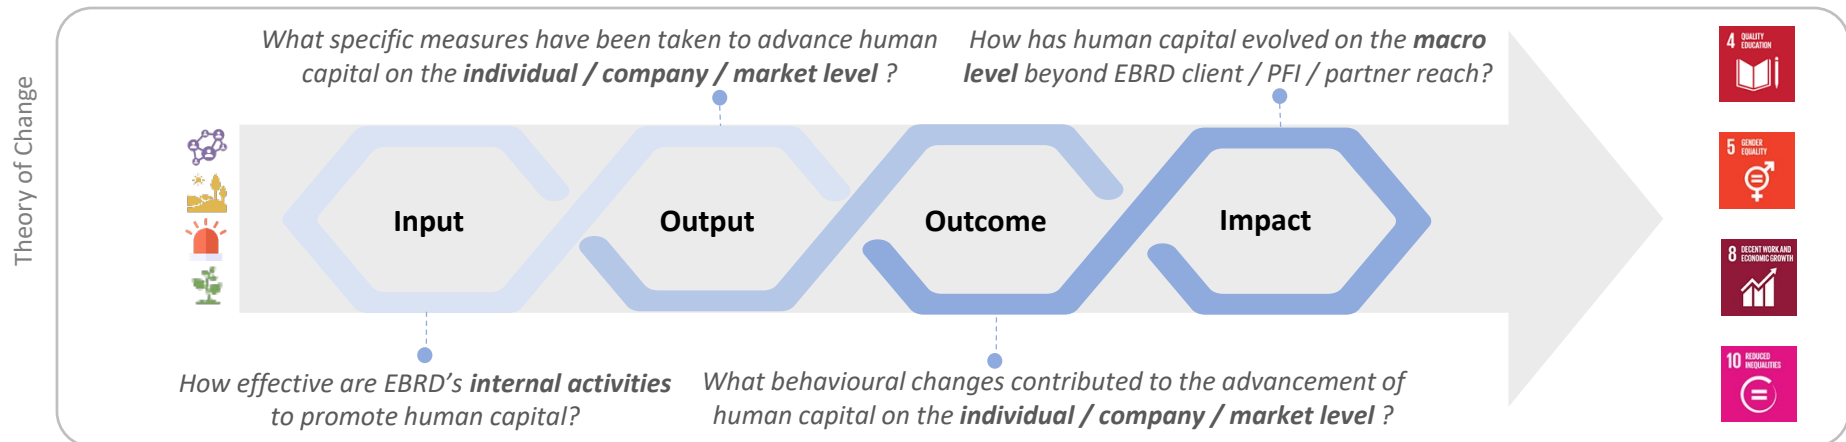 Theory of Change
What specific measures have been taken to advance human
capital on the individual / company / market level ?
How has human capital evolved on the macro
level beyond EBRD client / PFI / partner reach?
Input
Output
Outcome
Impact
How effective are EBRD’s internal activities
to promote human capital?
What behavioural changes contributed to the advancement of
human capital on the individual / company / market level ?
4 QUALITY
EDUCATION
5 GENDER
EQUALITY
8 DECENT WORK AND
ECONOMIC GROWTH
10 REDUCED
INEQUALITIES